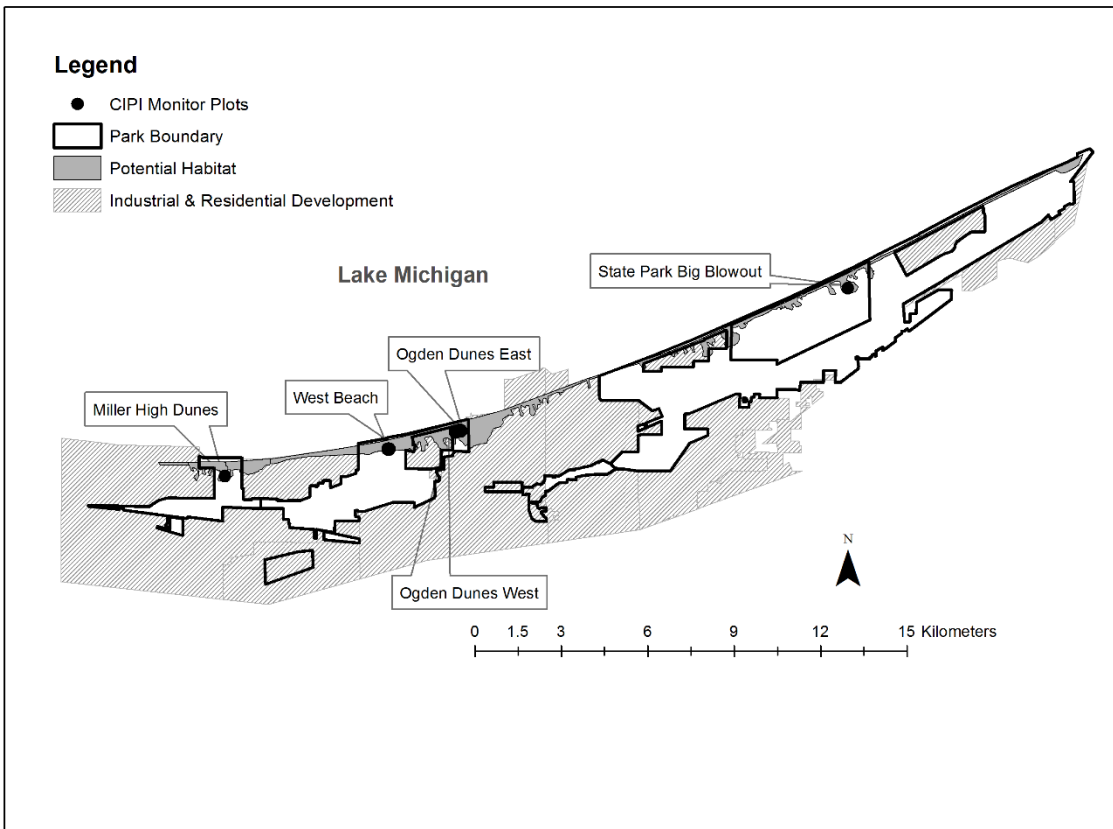 Legend
CIPI Monitor Plots
Park Boundary
Potential Habitat
Industrial & Residential Development
Lake Michigan
State Park Big Blowout
Ogden Dunes East
West Beach
Miller High Dunes
Ogden Dunes West
N
0 1.5 3 6 9 12 15 Kilometers